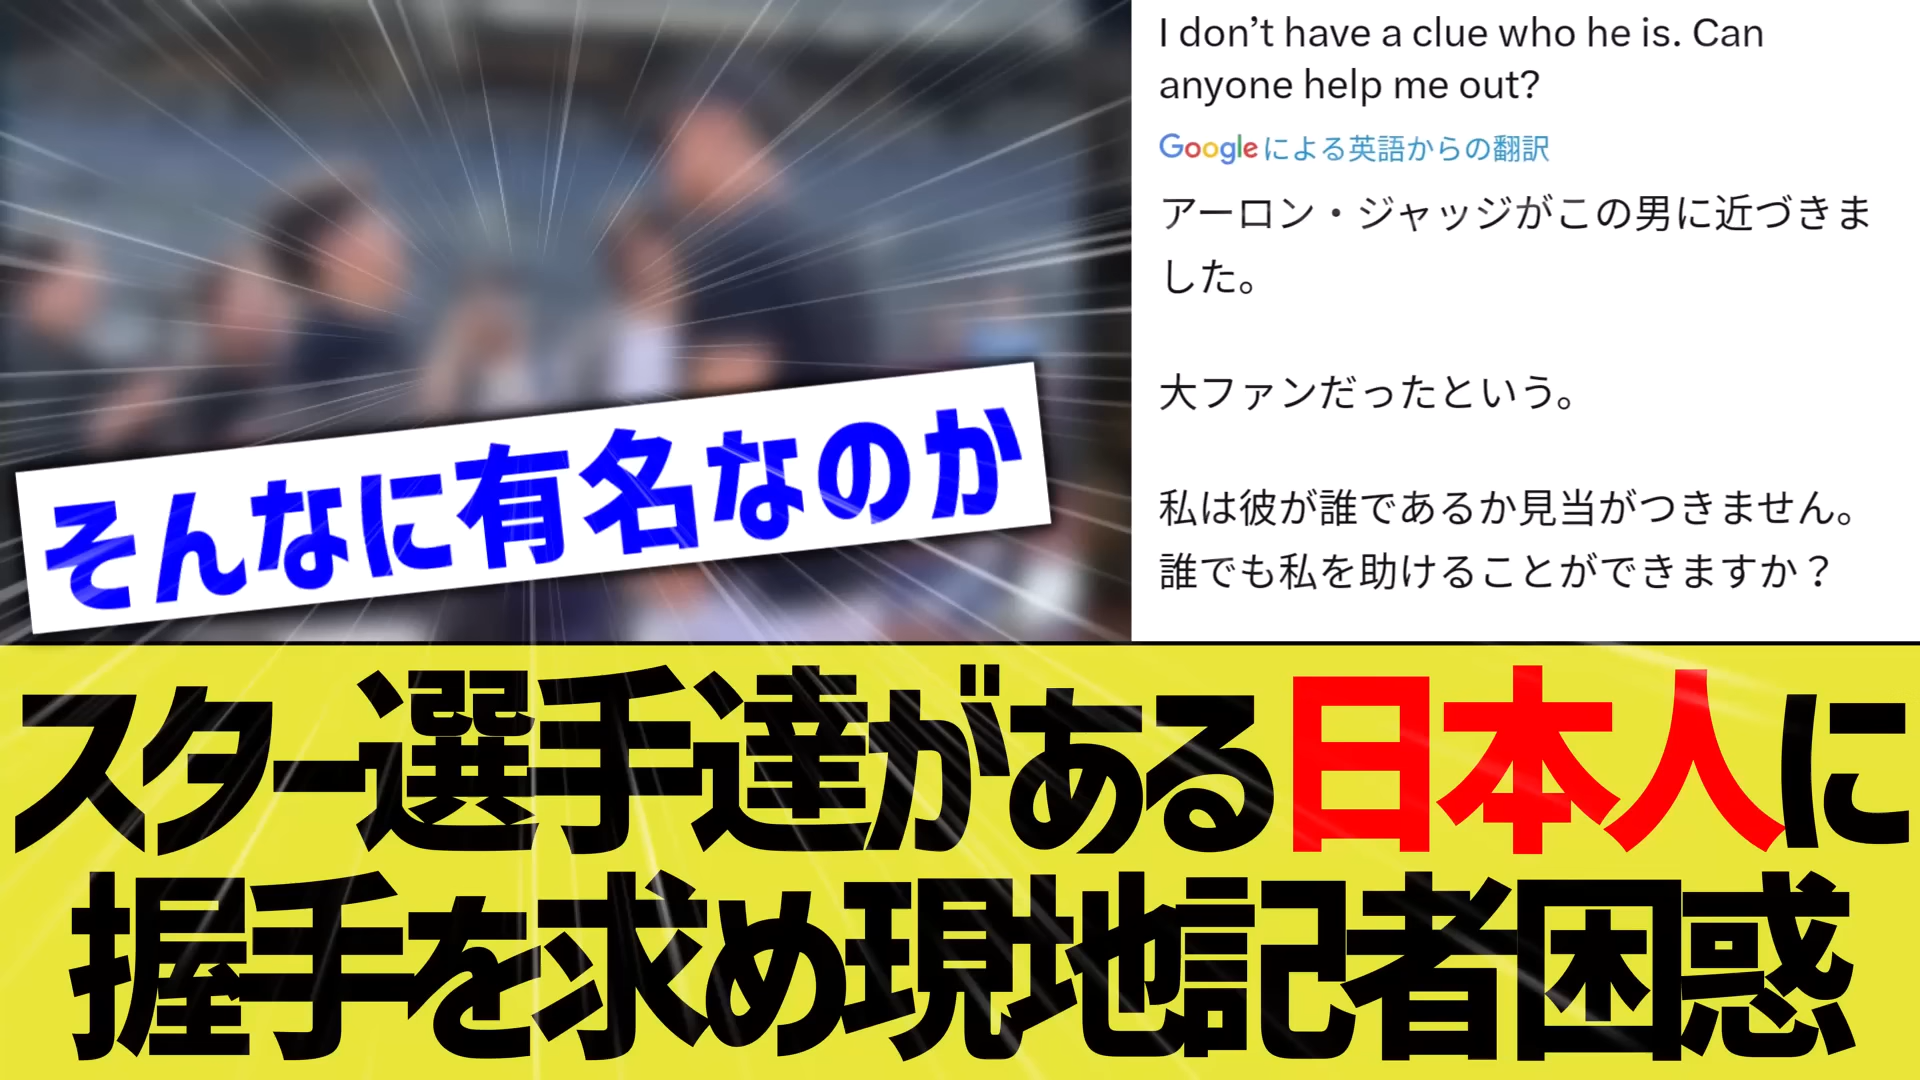 I don’t have a clue who he is. Can
anyone help me out?
Googleによる英語からの翻訳
アーロン・ジャッジがこの男に近づきま
した。
大ファンだったという。
私は彼が誰であるか見当がつきません。
誰でも私を助けることができますか？
そんなに有名なのか
スター選手達がある日本人に
握手を求め現地記者困惑